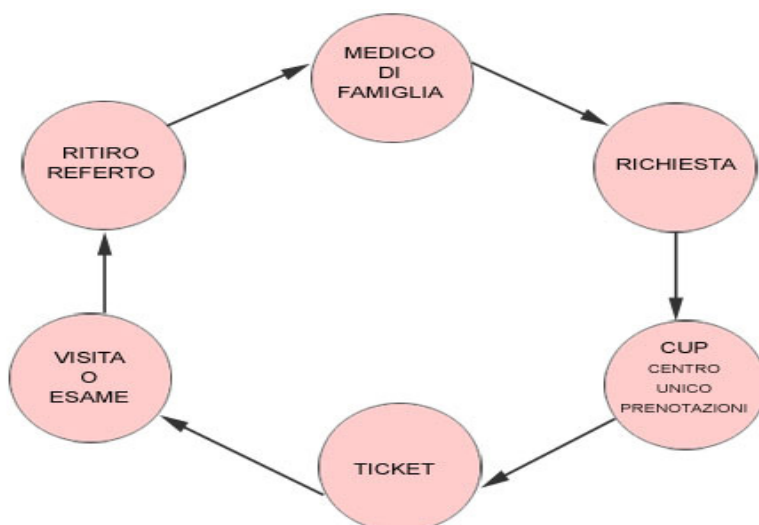 MEDICO
DI
FAMIGLIA
RICHIESTA
CUP
CENTRO
UNICO
PRENOTAZIONI
TICKET
VISITA
O
ESAME
RITIRO
REFERTO